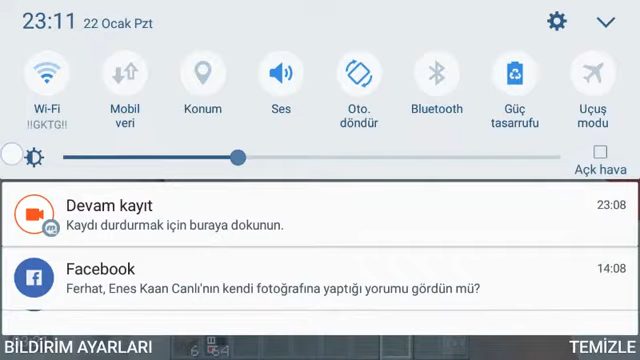 23:11 22 Ocak Pzt
Wi-Fi
!!GKTG!!
Mobil
veri
Konum
Ses
Oto.
döndür
Bluetooth
Güç
tasarrufu
Uçuş
modu
Açk hava
Devam kayıt 23:08
Kaydı durdurmak için buraya dokunun.
Facebook 14:08
Ferhat, Enes Kaan Canlı'nın kendi fotoğrafına yaptığı yorumu gördün mü?
BİLDİRİM AYARLARI TEMİZLE